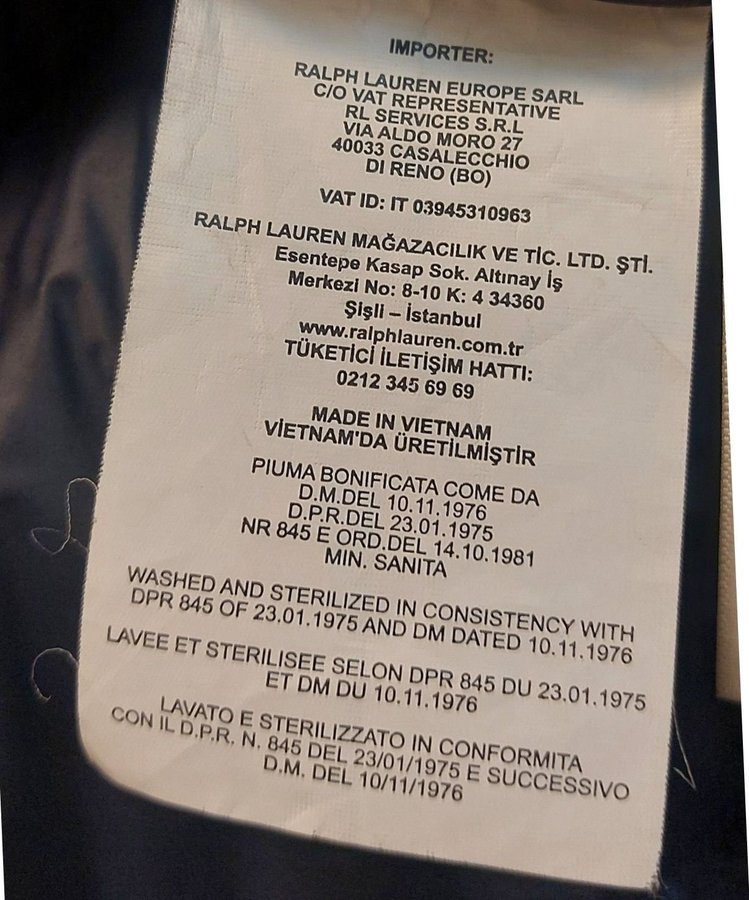 IMPORTER:
RALPH LAUREN EUROPE SARL
C/O VAT REPRESENTATIVE
RL SERVICES S.R.L
VIA ALDO MORO 27
40033 CASALECCHIO
DI RENO (BO)
VAT ID: IT 03945310963
RALPH LAUREN MAĞAZACILIK VE TİC. LTD. ŞTİ.
Esentepe Kasap Sok. Altınay İş
Merkezi No: 8-10 K: 4 34360
Şişli – İstanbul
www.ralphlauren.com.tr
TÜKETİCİ İLETİŞİM HATTI:
0212 345 69 69
MADE IN VIETNAM
VİETNAM'DA ÜRETİLMİŞTİR
PIUMA BONIFICATA COME DA
D.M.DEL 10.11.1976
D.P.R.DEL 23.01.1975
NR 845 E ORD.DEL 14.10.1981
MIN. SANITA
WASHED AND STERILIZED IN CONSISTENCY WITH
DPR 845 OF 23.01.1975 AND DM DATED 10.11.1976
LAVEE ET STERILISEE SELON DPR 845 DU 23.01.1975
ET DM DU 10.11.1976
LAVATO E STERILIZZATO IN CONFORMITA
CON IL D.P.R. N. 845 DEL 23/01/1975 E SUCCESSIVO
D.M. DEL 10/11/1976